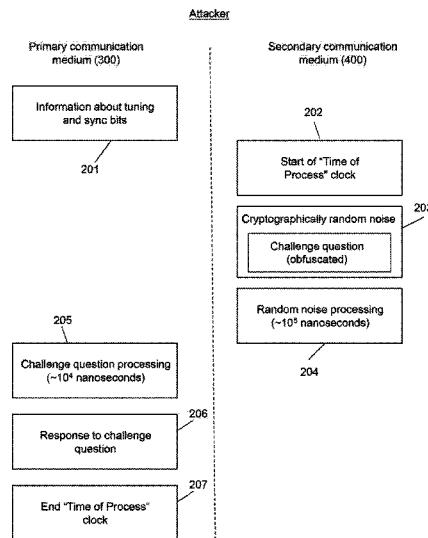 Attacker
Primary communication
medium (300)
Secondary communication
medium (400)
Information about tuning
and sync bits
201
202
Start of "Time of
Process" clock
203
Cryptographically random noise
Challenge question
(obfuscated)
Random noise processing
(~10⁵ nanoseconds)
204
205
Challenge question processing
(~10⁴ nanoseconds)
206
Response to challenge
question
207
End "Time of Process"
clock